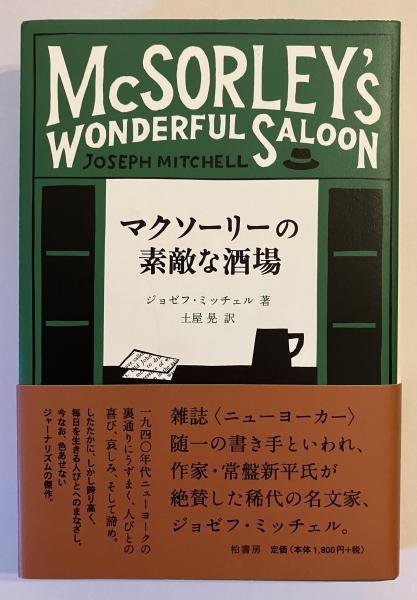 McSORLEY'S
WONDERFUL SALOON
JOSEPH MITCHELL
マクソーリーの
素敵な酒場
ジョゼフ・ミッチェル 著
土屋 晃 訳
雑誌〈ニューヨーカー〉
随一の書き手といわれ、
作家・常盤新平氏が
絶賛した稀代の名文家、
ジョゼフ・ミッチェル。
一九四〇年代ニューヨークの
裏通りにうずまく、人びとの
喜び、哀しみ、そして諦め。
したたかに、しかし誇り高く、
毎日を生きる人びとへのまなざし。
今なお、色あせない
ジャーナリズムの傑作。
柏書房 定価(本体1,800円+税)